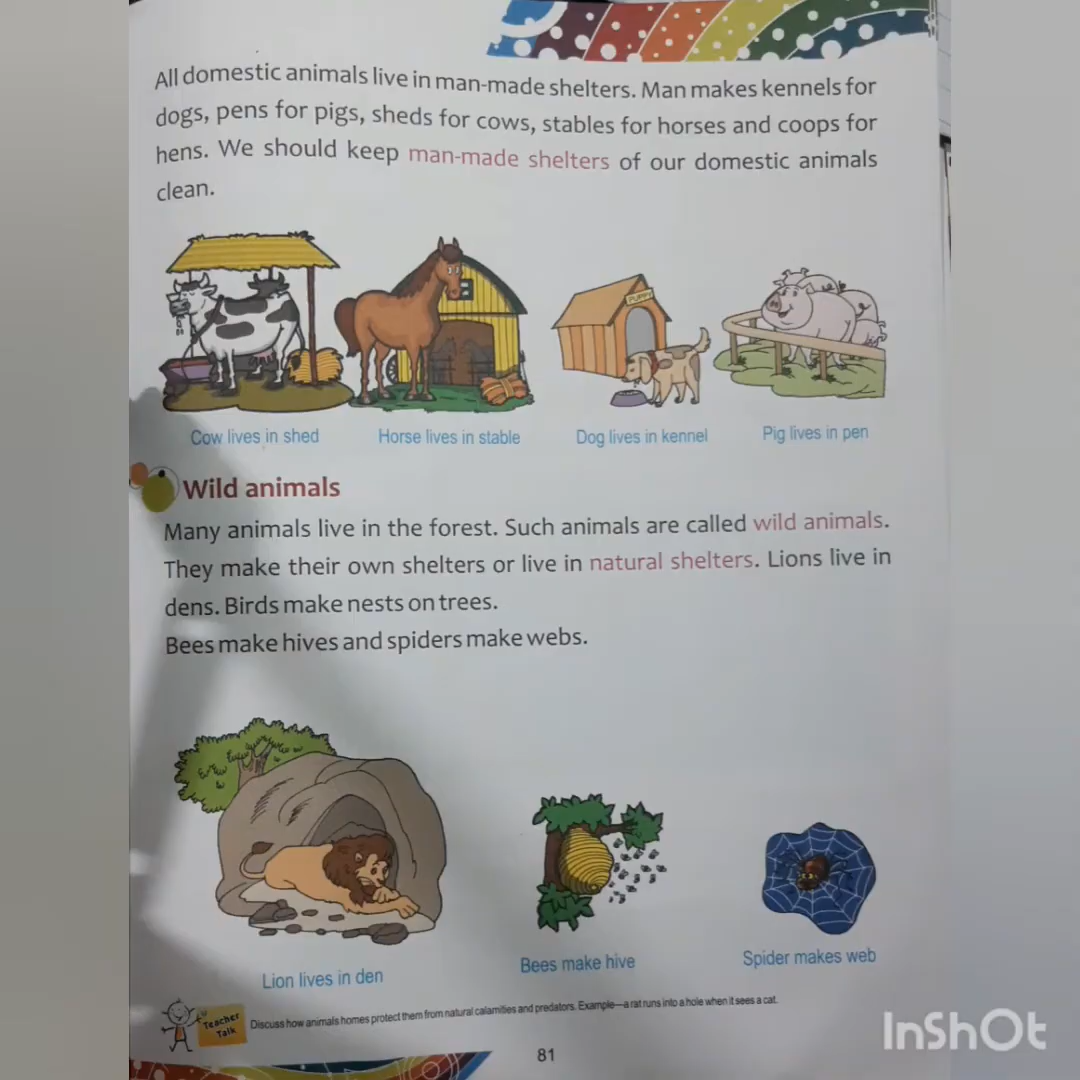 All domestic animals live in man-made shelters. Man makes kennels for
dogs, pens for pigs, sheds for cows, stables for horses and coops for
hens. We should keep man-made shelters of our domestic animals
clean.
PUPPY
Cow lives in shed
Horse lives in stable
Dog lives in kennel
Pig lives in pen
Wild animals
Many animals live in the forest. Such animals are called wild animals.
They make their own shelters or live in natural shelters. Lions live in
dens. Birds make nests on trees.
Bees make hives and spiders make webs.
Lion lives in den
Bees make hive
Spider makes web
Teacher
Talk
Discuss how animals homes protect them from natural calamities and predators. Example—a rat runs into a hole when it sees a cat.
81
InShOt